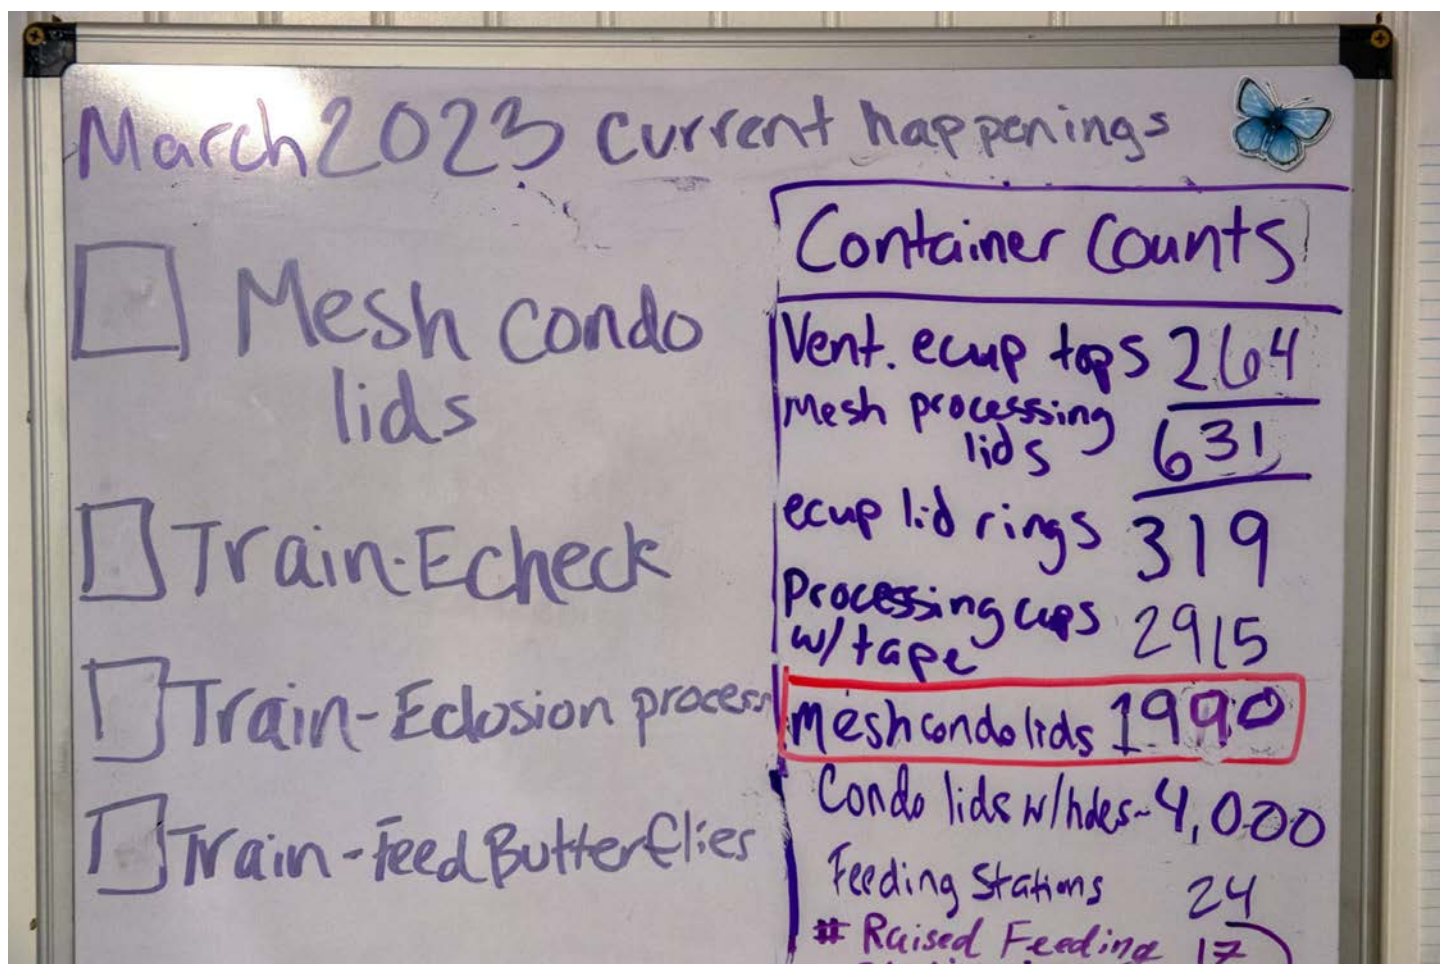 March 2023 Current happenings
Mesh condo
lids
Train-Echeck
Train-Eclosion process
Train-Feed Butterflies
Container Counts
Vent. ecup tops 264
Mesh processing
lids 631
ecup lid rings 319
Processing cups
w/tape 2915
Mesh condo lids 1990
Condo lids w/holes~4,000
Feeding Stations 24
# Raised Feeding 17